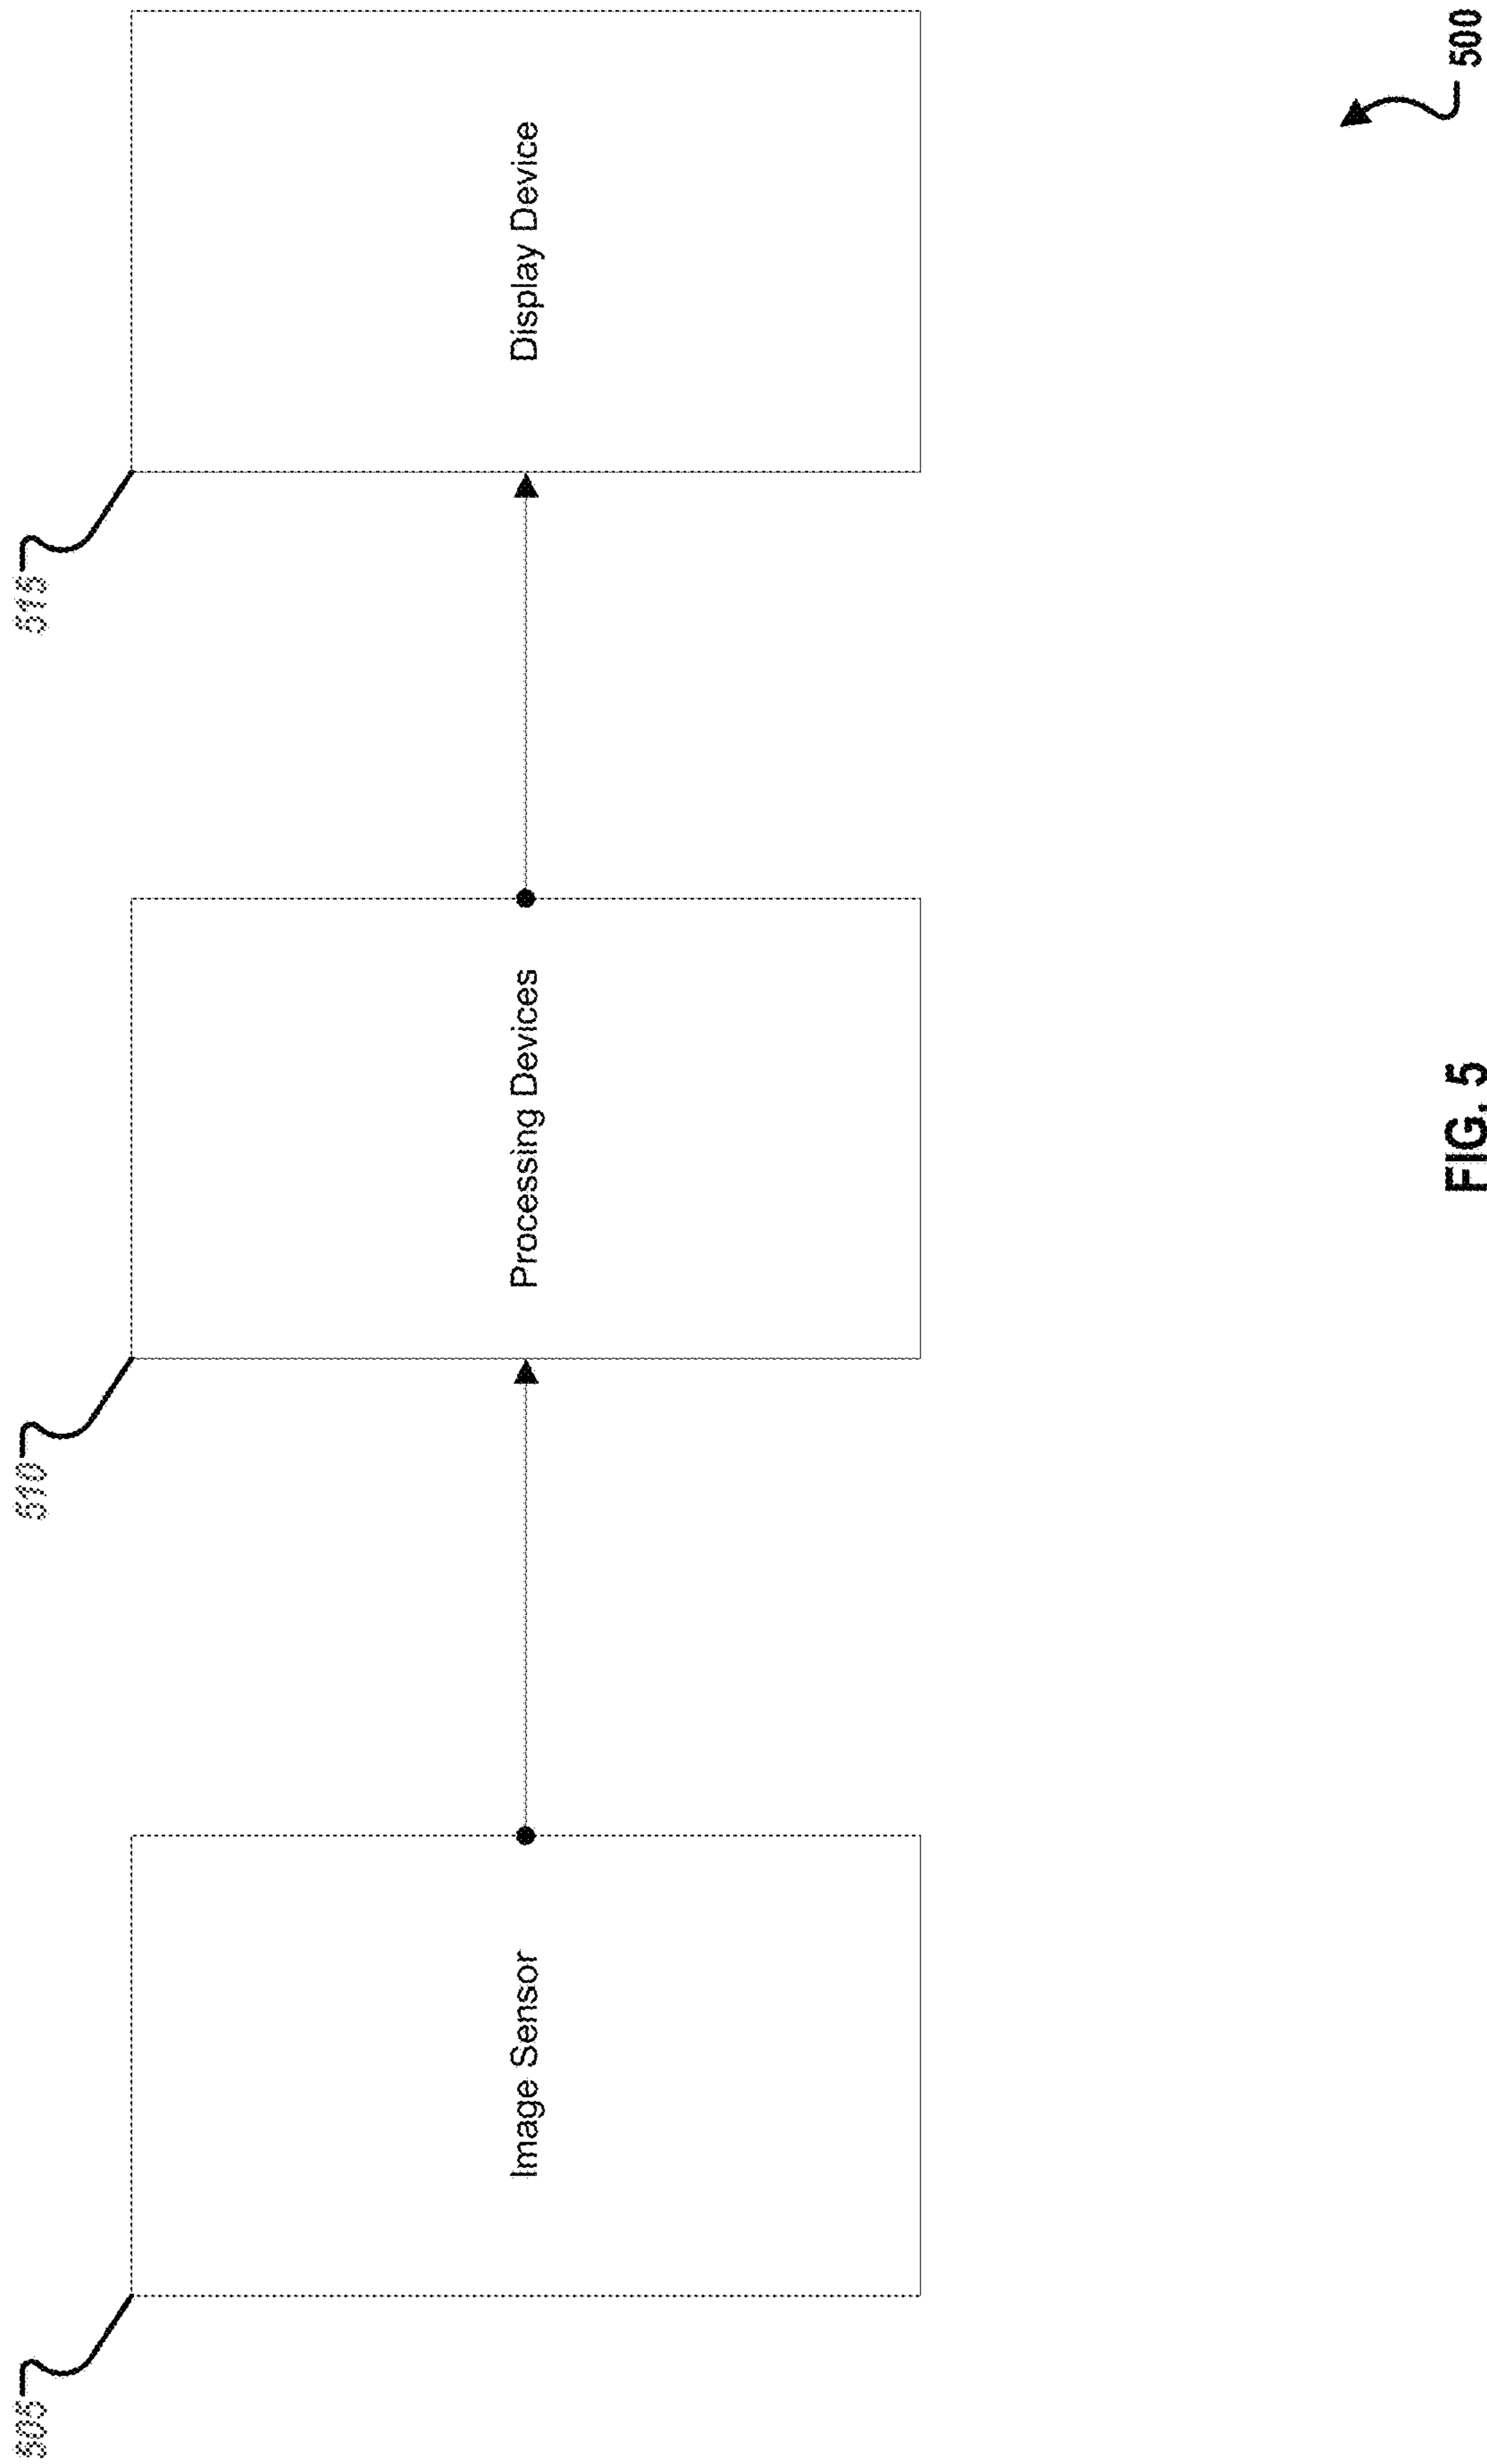 505
Image Sensor
510
Processing Devices
515
Display Device
500
FIG. 5